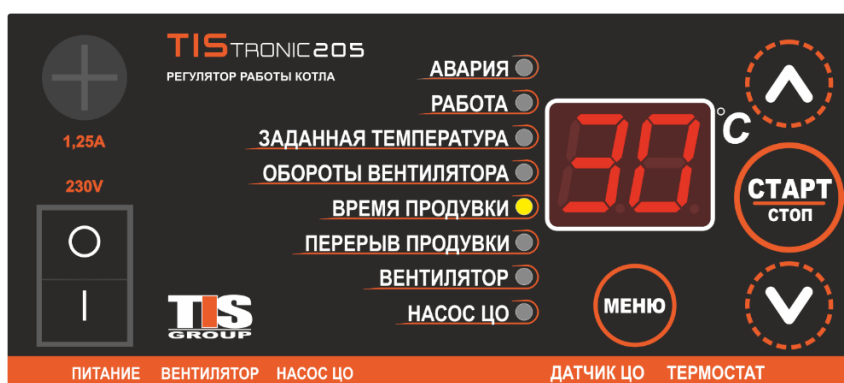 TISTRONIC205
РЕГУЛЯТОР РАБОТЫ КОТЛА
1,25А
230V
O
I
TIS
GROUP
АВАРИЯ
РАБОТА
ЗАДАННАЯ ТЕМПЕРАТУРА
ОБОРОТЫ ВЕНТИЛЯТОРА
ВРЕМЯ ПРОДУВКИ
ПЕРЕРЫВ ПРОДУВКИ
ВЕНТИЛЯТОР
НАСОС ЦО
30
°C
СТАРТ
СТОП
МЕНЮ
ПИТАНИЕ ВЕНТИЛЯТОР НАСОС ЦО ДАТЧИК ЦО ТЕРМОСТАТ